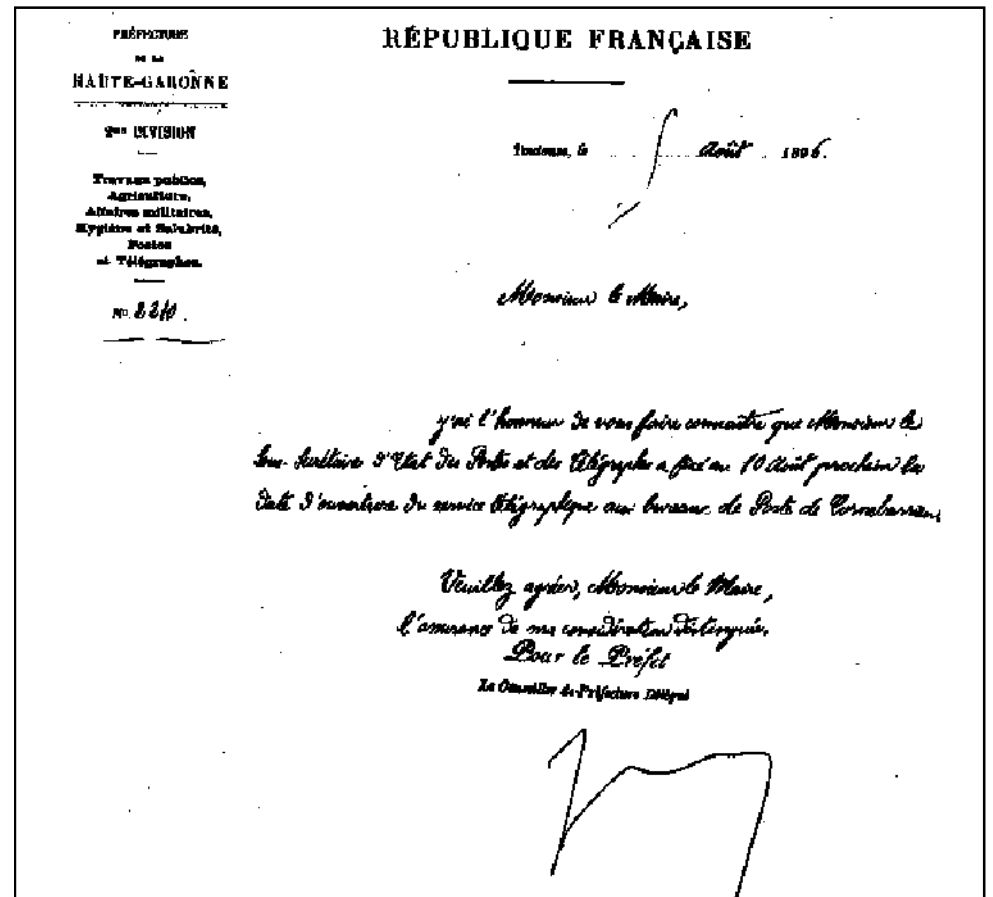 PRÉFECTURE
DE LA
HAUTE-GARONNE
2me DIVISION
Travaux publics,
Agriculture,
Affaires militaires,
Hygiène et Salubrité,
Postes
et Télégraphes.
No
RÉPUBLIQUE FRANÇAISE
Toulouse, le Août 1896.
Monsieur le Maire,
J'ai l'honneur de vous faire connaître que Monsieur le
Sous-Secrétaire d'Etat des Postes et des Télégraphes a fixé au 10 Août prochain la
date d'ouverture du service télégraphique au bureau de Poste de Cornebarrieu.
Veuillez agréer, Monsieur le Maire,
l'assurance de ma considération distinguée.
Pour le Préfet
Le Conseiller de Préfecture Délégué